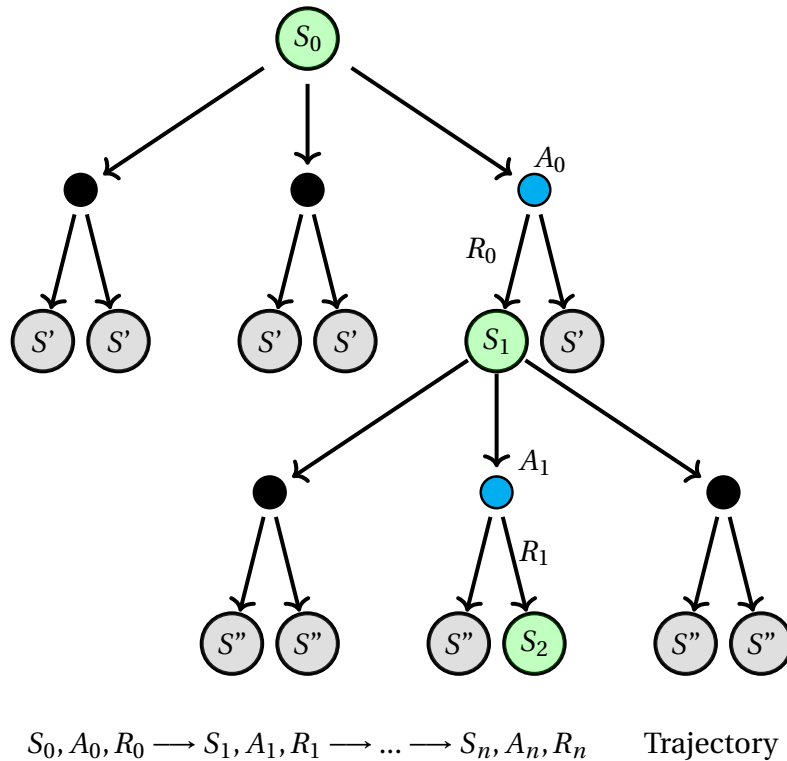 S₀
A₀
R₀
S' S' S' S' S₁ S'
A₁
R₁
S" S" S" S₂ S" S"
S₀, A₀, R₀ ⟶ S₁, A₁, R₁ ⟶ ... ⟶ Sₙ, Aₙ, Rₙ Trajectory